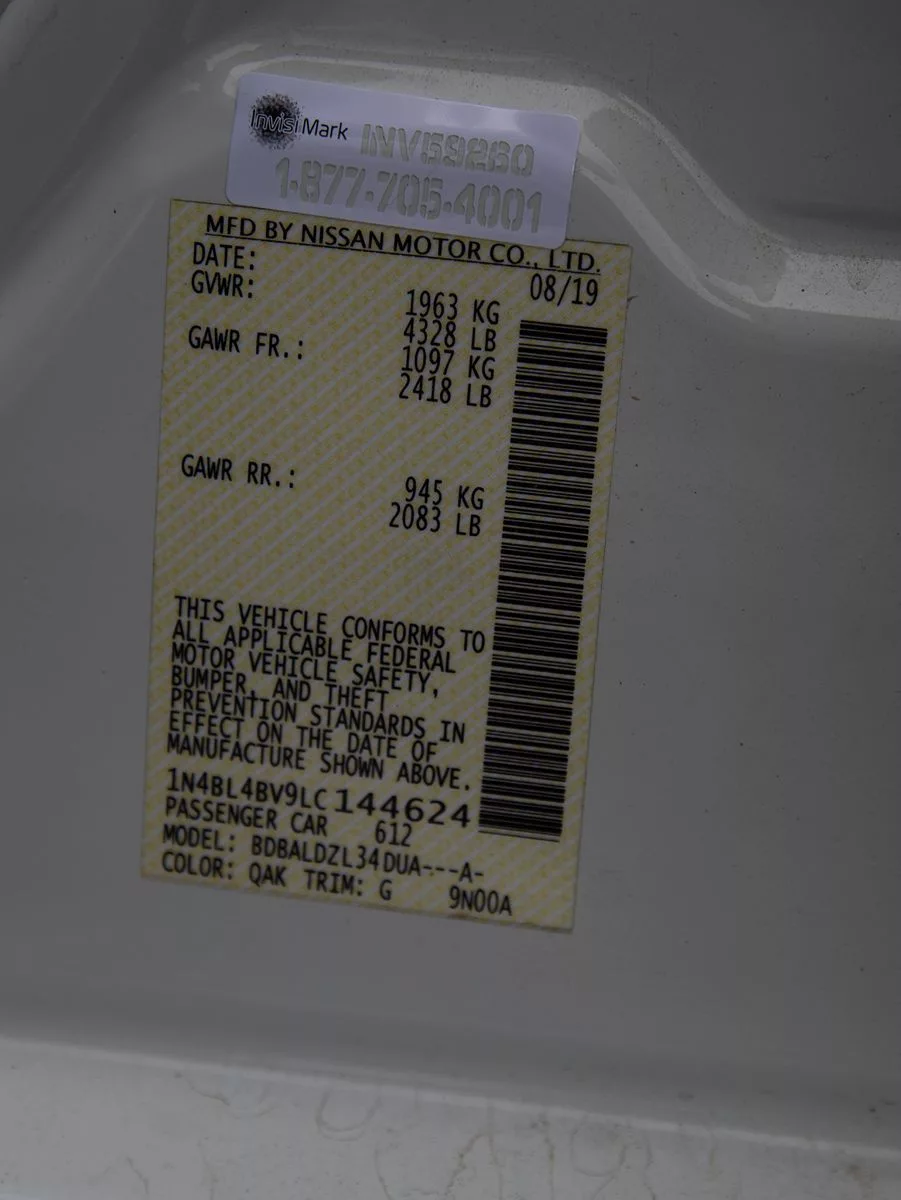 InvisiMark INV59260
1-877-705-4001
MFD BY NISSAN MOTOR CO., LTD.
DATE: 08/19
GVWR: 1963 KG
4328 LB
GAWR FR.: 1097 KG
2418 LB
GAWR RR.: 945 KG
2083 LB
THIS VEHICLE CONFORMS TO
ALL APPLICABLE FEDERAL
MOTOR VEHICLE SAFETY,
BUMPER, AND THEFT
PREVENTION STANDARDS IN
EFFECT ON THE DATE OF
MANUFACTURE SHOWN ABOVE.
1N4BL4BV9LC144624
PASSENGER CAR 612
MODEL: BDBALDZL34DUA----A-
COLOR: QAK TRIM: G 9N00A